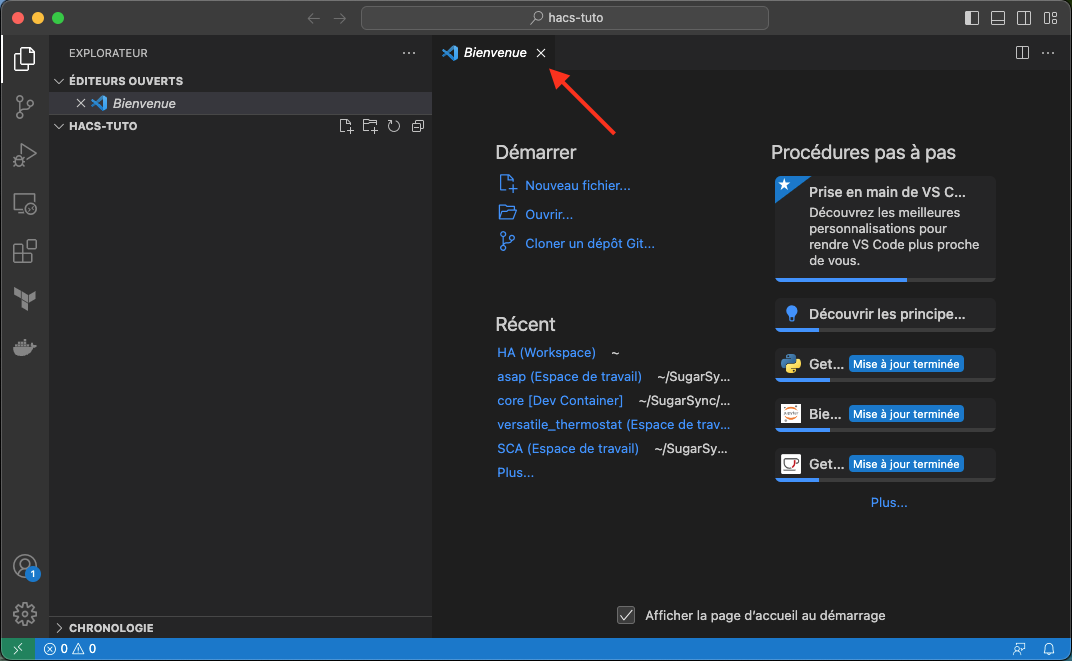 hacs-tuto
EXPLORATEUR
ÉDITEURS OUVERTS
Bienvenue
HACS-TUTO
Bienvenue
Démarrer
Nouveau fichier...
Ouvrir...
Cloner un dépôt Git...
Récent
HA (Workspace) ~
asap (Espace de travail) ~/SugarSy...
core [Dev Container] ~/SugarSync/...
versatile_thermostat (Espace de trav...
SCA (Espace de travail) ~/SugarSy...
Plus...
Procédures pas à pas
Prise en main de VS C...
Découvrez les meilleures
personnalisations pour
rendre VS Code plus proche
de vous.
Découvrir les principe...
Get... Mise à jour terminée
Bie... Mise à jour terminée
Get... Mise à jour terminée
Plus...
Afficher la page d'accueil au démarrage
1
CHRONOLOGIE
0 0